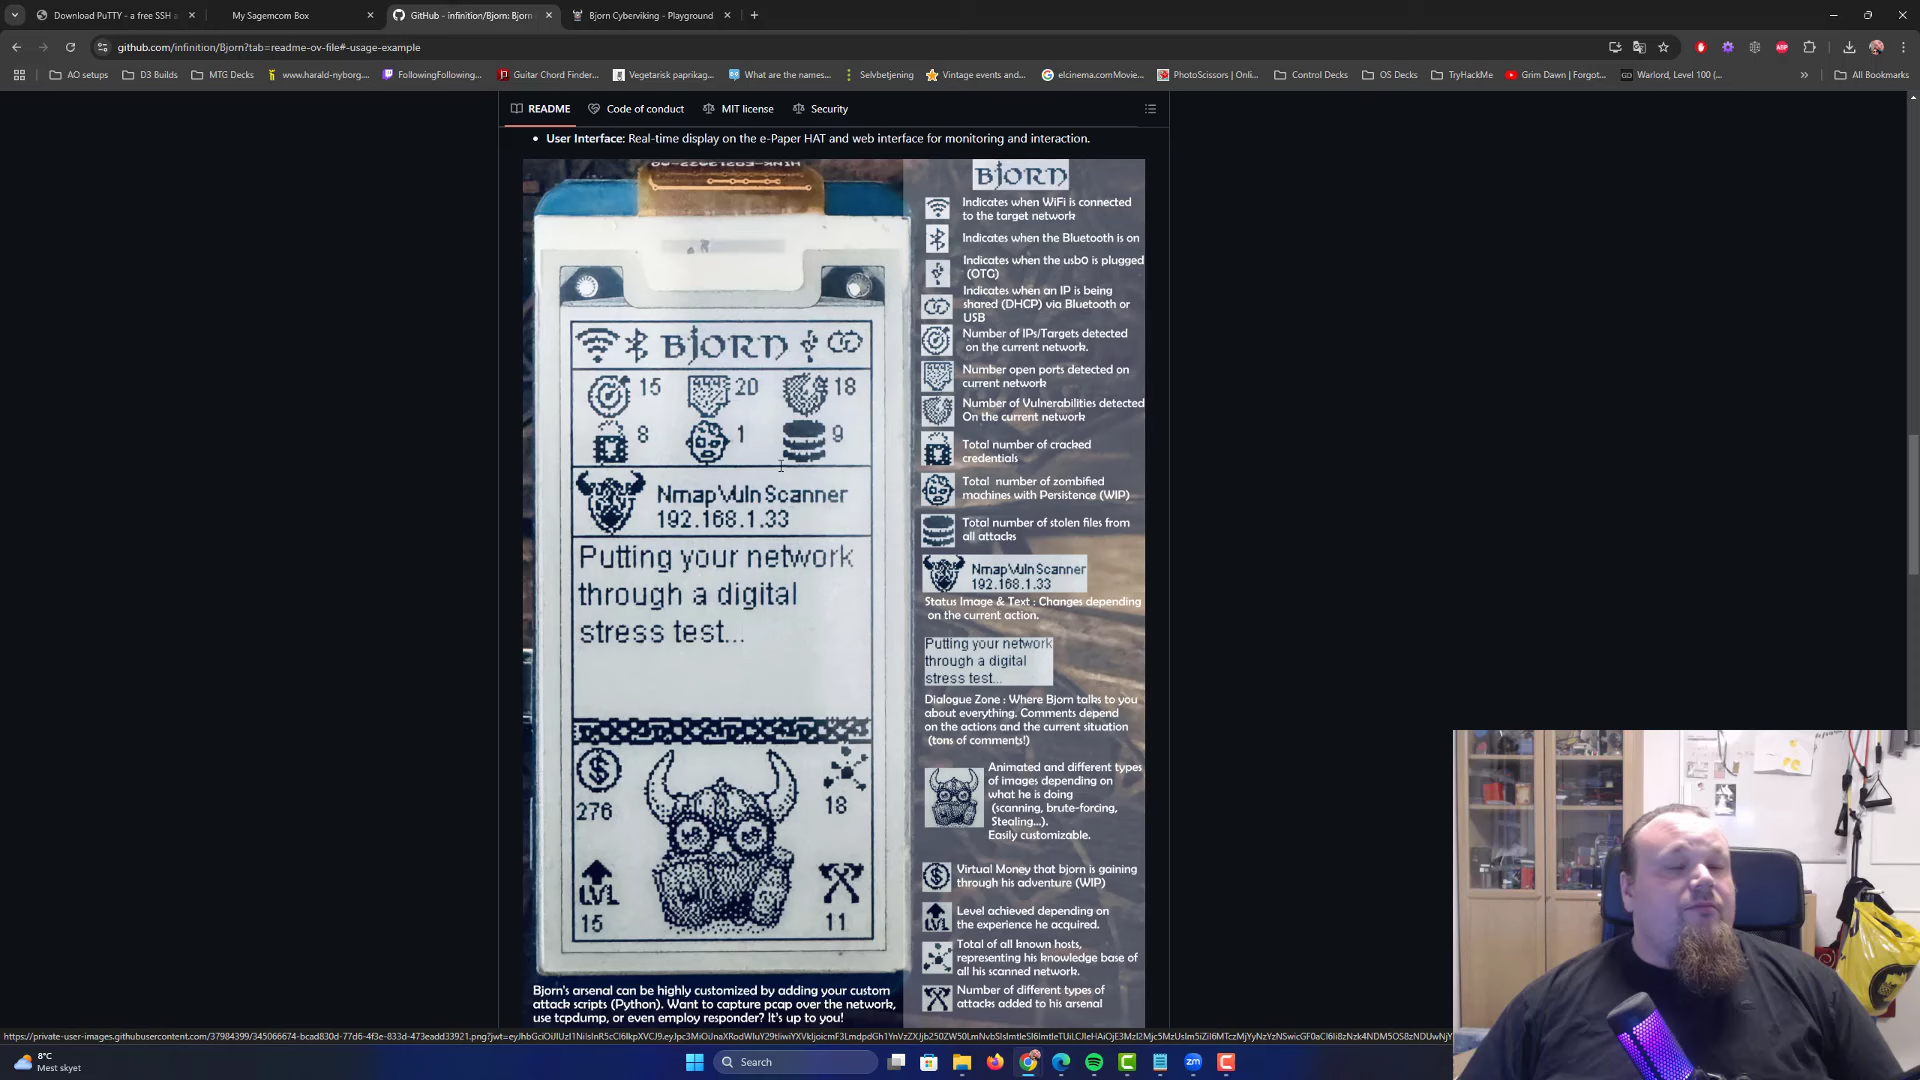 Download PuTTY - a free SSH a
My Sagemcom Box
GitHub - infinition/Bjorn: Bjorn
Bjorn Cyberviking - Playground
github.com/infinition/Bjorn?tab=readme-ov-file#-usage-example
AO setups
D3 Builds
MTG Decks
www.harald-nyborg....
FollowingFollowing...
Guitar Chord Finder...
Vegetarisk paprikag...
What are the names...
Selvbetjening
Vintage events and...
elcinema.comMovie...
PhotoScissors | Onli...
Control Decks
OS Decks
TryHackMe
Grim Dawn | Forgot...
Warlord, Level 100 (...
All Bookmarks
README
Code of conduct
MIT license
Security
User Interface: Real-time display on the e-Paper HAT and web interface for monitoring and interaction.
BJORN
15
20
18
8
1
9
NmapVulnScanner
192.168.1.33
Putting your network
through a digital
stress test...
276
18
LVL
15
11
Bjorn's arsenal can be highly customized by adding your custom
attack scripts (Python). Want to capture pcap over the network,
use tcpdump, or even employ responder? It's up to you!
BJORN
Indicates when WiFi is connected
to the target network
Indicates when the Bluetooth is on
Indicates when the usb0 is plugged
(OTG)
Indicates when an IP is being
shared (DHCP) via Bluetooth or
USB
Number of IPs/Targets detected
on the current network.
Number open ports detected on
current network
Number of Vulnerabilities detected
On the current network
Total number of cracked
credentials
Total number of zombified
machines with Persistence (WIP)
Total number of stolen files from
all attacks
NmapVulnScanner
192.168.1.33
Status Image & Text : Changes depending
on the current action.
Putting your network
through a digital
stress test...
Dialogue Zone : Where Bjorn talks to you
about everything. Comments depend
on the actions and the current situation
(tons of comments!)
Animated and different types
of images depending on
what he is doing
(scanning, brute-forcing,
Stealing...).
Easily customizable.
Virtual Money that bjorn is gaining
through his adventure (WIP)
LVL
Level achieved depending on
the experience he acquired.
Total of all known hosts,
representing his knowledge base of
all his scanned network.
Number of different types of
attacks added to his arsenal
8°C
Mest skyet
Search